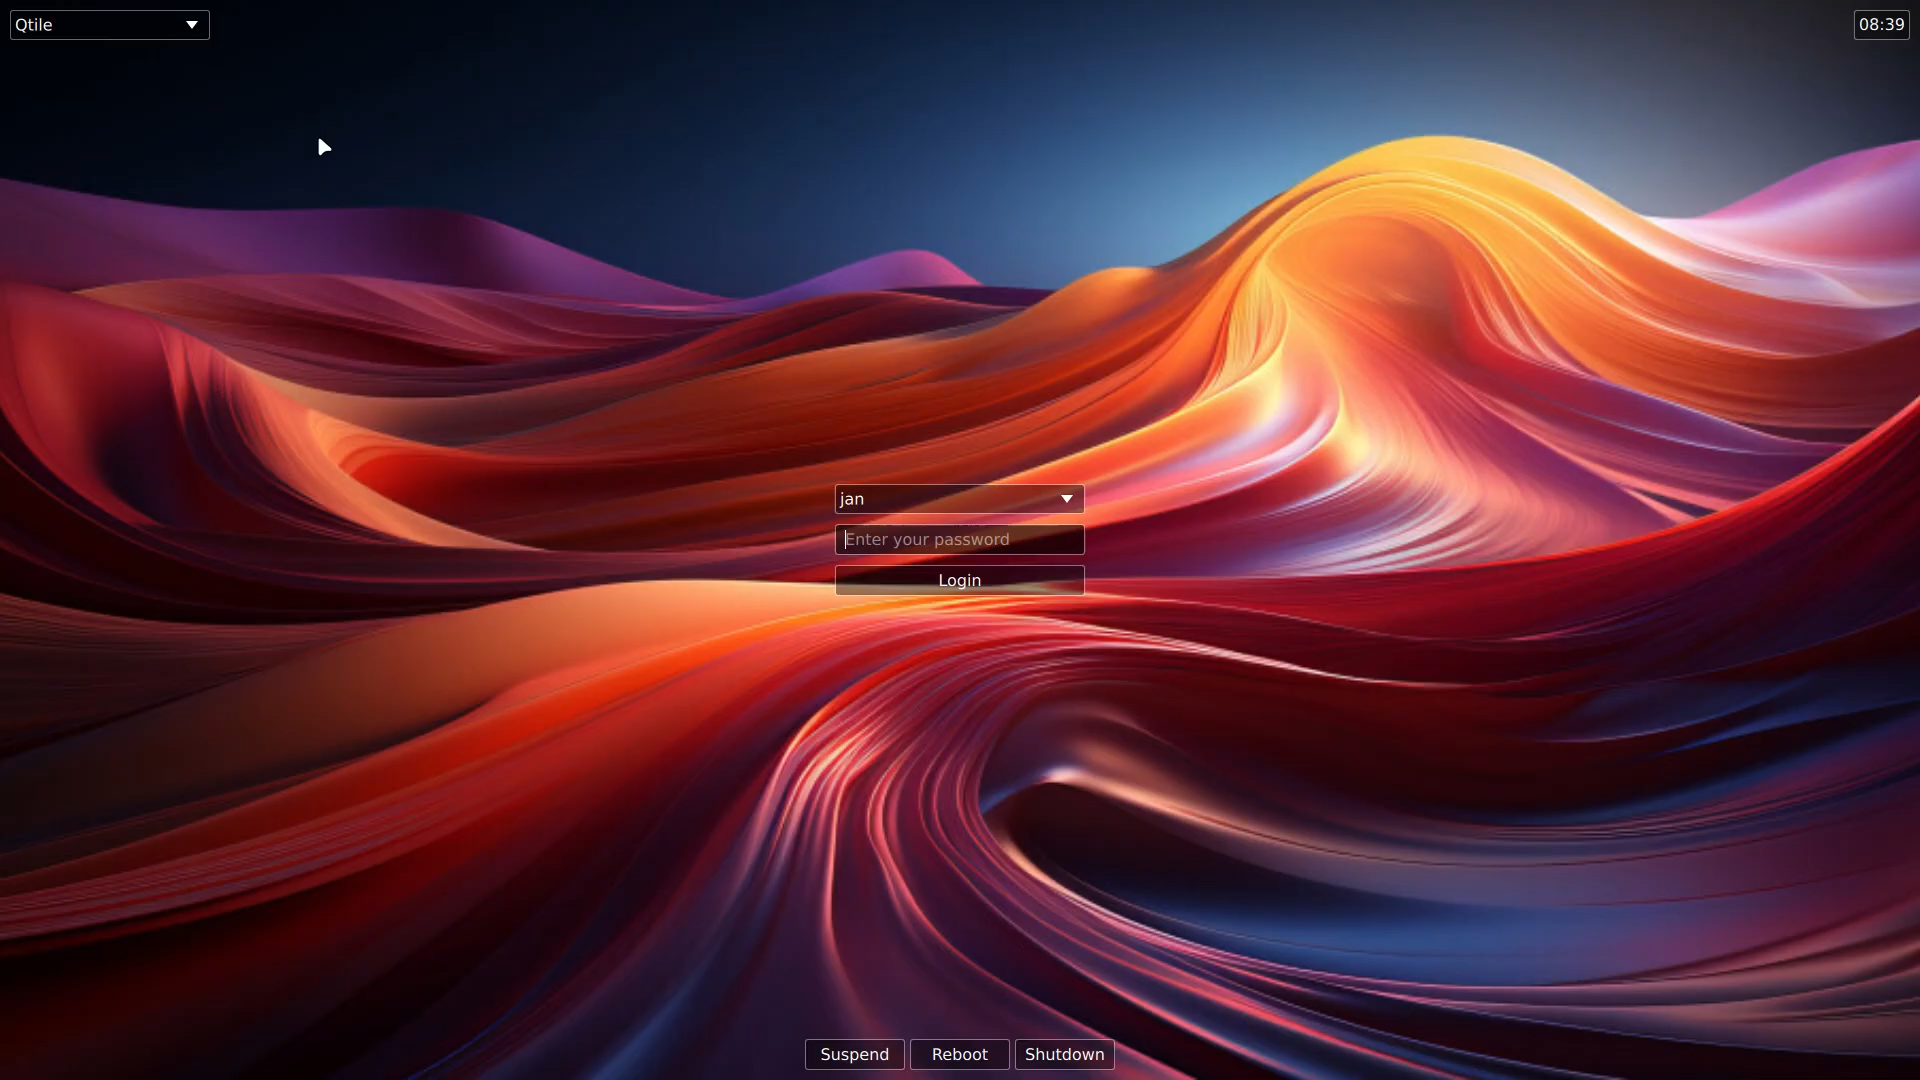 Qtile
08:39
jan
Enter your password
Login
Suspend
Reboot
Shutdown